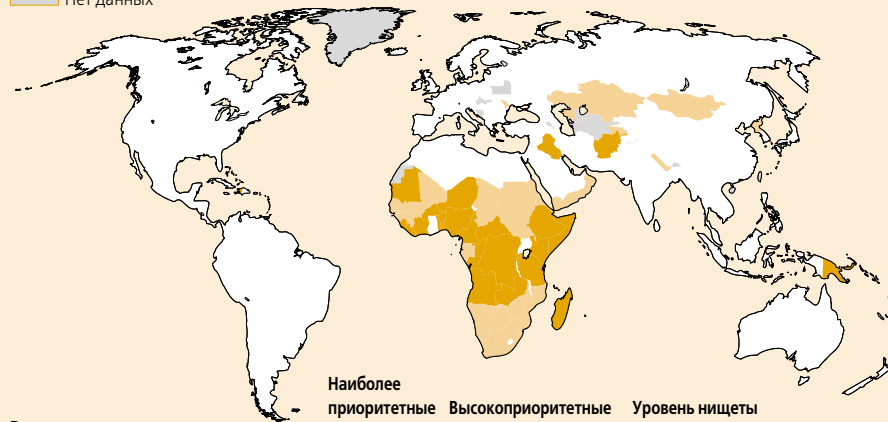 Нет данных
Наиболее
приоритетные Высокоприоритетные Уровень нищеты